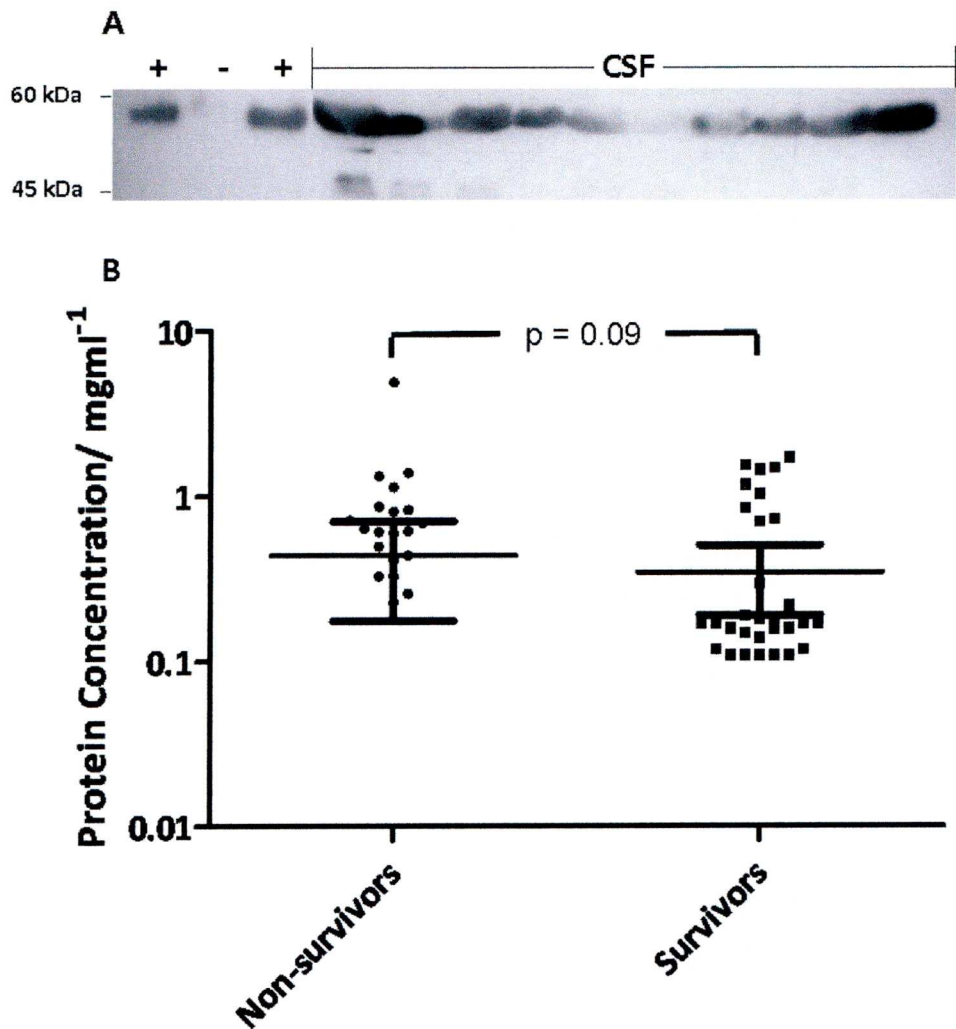 A
+ - + CSF
60 kDa
45 kDa
B
Protein Concentration/ mgml⁻¹
10
1
0.1
0.01
p = 0.09
Non-survivors
Survivors